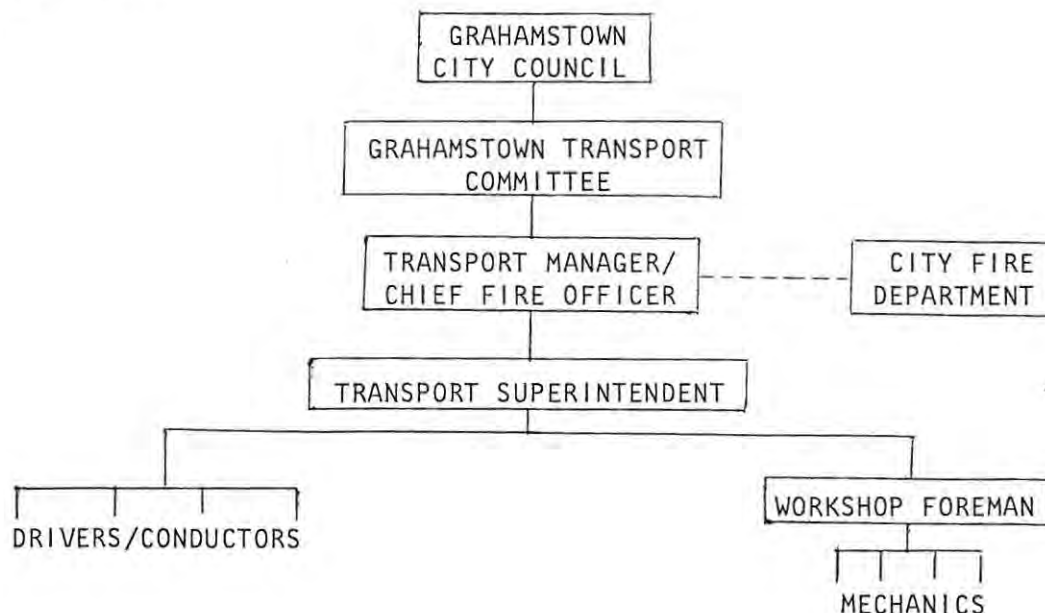 GRAHAMSTOWN
CITY COUNCIL
GRAHAMSTOWN TRANSPORT
COMMITTEE
TRANSPORT MANAGER/
CHIEF FIRE OFFICER
CITY FIRE
DEPARTMENT
TRANSPORT SUPERINTENDENT
DRIVERS/CONDUCTORS
WORKSHOP FOREMAN
MECHANICS